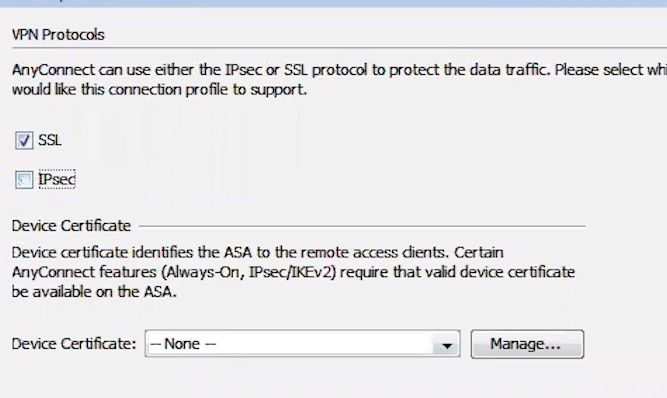 VPN Protocols
AnyConnect can use either the IPsec or SSL protocol to protect the data traffic. Please select
would like this connection profile to support.
SSL
IPsec
Device Certificate
Device certificate identifies the ASA to the remote access clients. Certain
AnyConnect features (Always-On, IPsec/IKEv2) require that valid device certificate
be available on the ASA.
Device Certificate: -- None -- Manage...